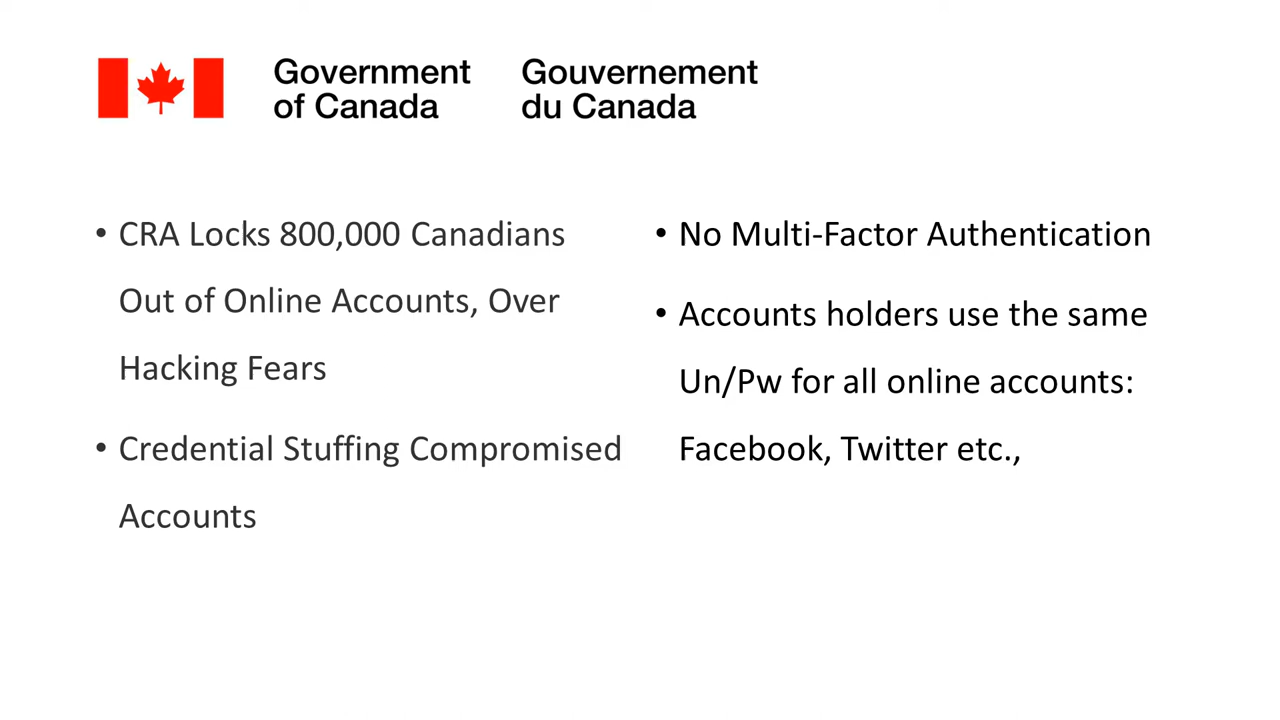 Government Gouvernement
of Canada du Canada
• CRA Locks 800,000 Canadians
Out of Online Accounts, Over
Hacking Fears
• Credential Stuffing Compromised
Accounts
• No Multi-Factor Authentication
• Accounts holders use the same
Un/Pw for all online accounts:
Facebook, Twitter etc.,